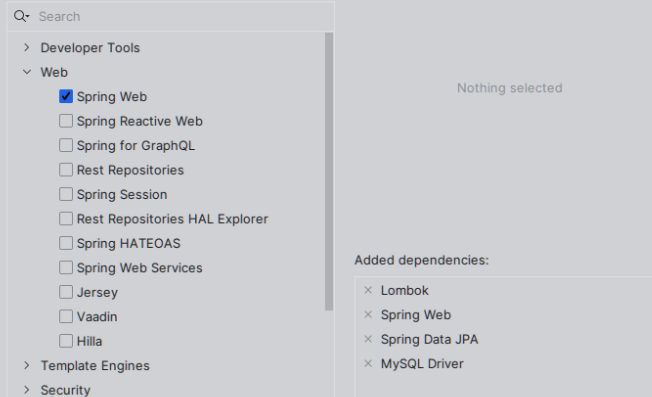 Search
Developer Tools
Web
Spring Web
Spring Reactive Web
Spring for GraphQL
Rest Repositories
Spring Session
Rest Repositories HAL Explorer
Spring HATEOAS
Spring Web Services
Jersey
Vaadin
Hilla
Template Engines
Security
Nothing selected
Added dependencies:
Lombok
Spring Web
Spring Data JPA
MySQL Driver